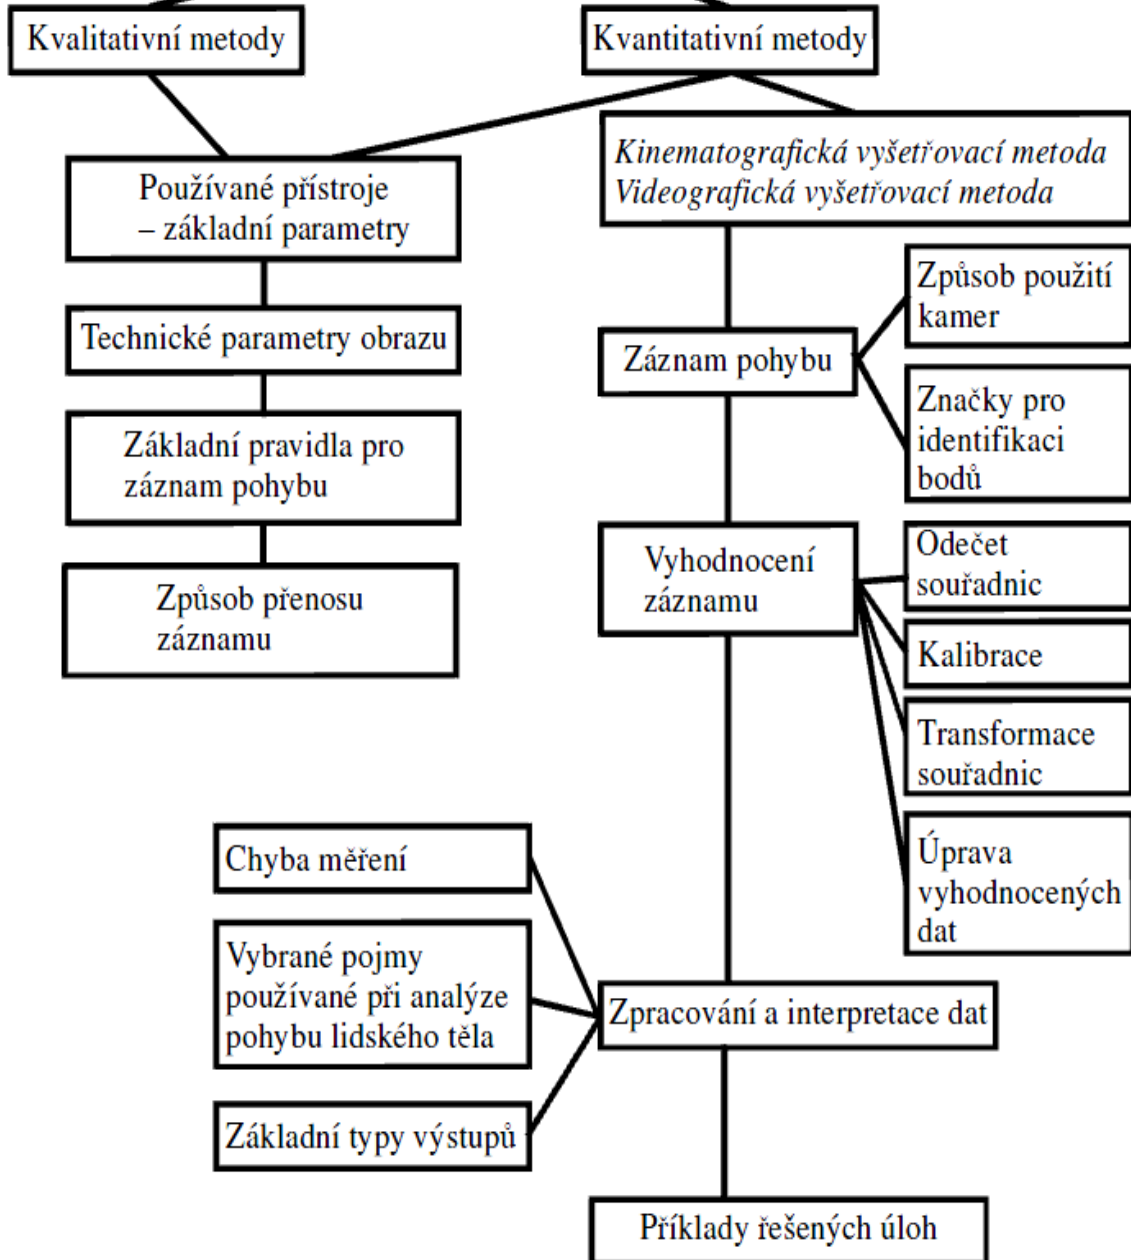 Kvalitativní metody
Kvantitativní metody
Kinematografická vyšetřovací metoda
Videografická vyšetřovací metoda
Používané přístroje
– základní parametry
Technické parametry obrazu
Základní pravidla pro
záznam pohybu
Způsob přenosu
záznamu
Záznam pohybu
Způsob použití
kamer
Značky pro
identifikaci
bodů
Vyhodnocení
záznamu
Odečet
souřadnic
Kalibrace
Transformace
souřadnic
Úprava
vyhodnocených
dat
Chyba měření
Vybrané pojmy
používané při analýze
pohybu lidského těla
Základní typy výstupů
Zpracování a interpretace dat
Příklady řešených úloh